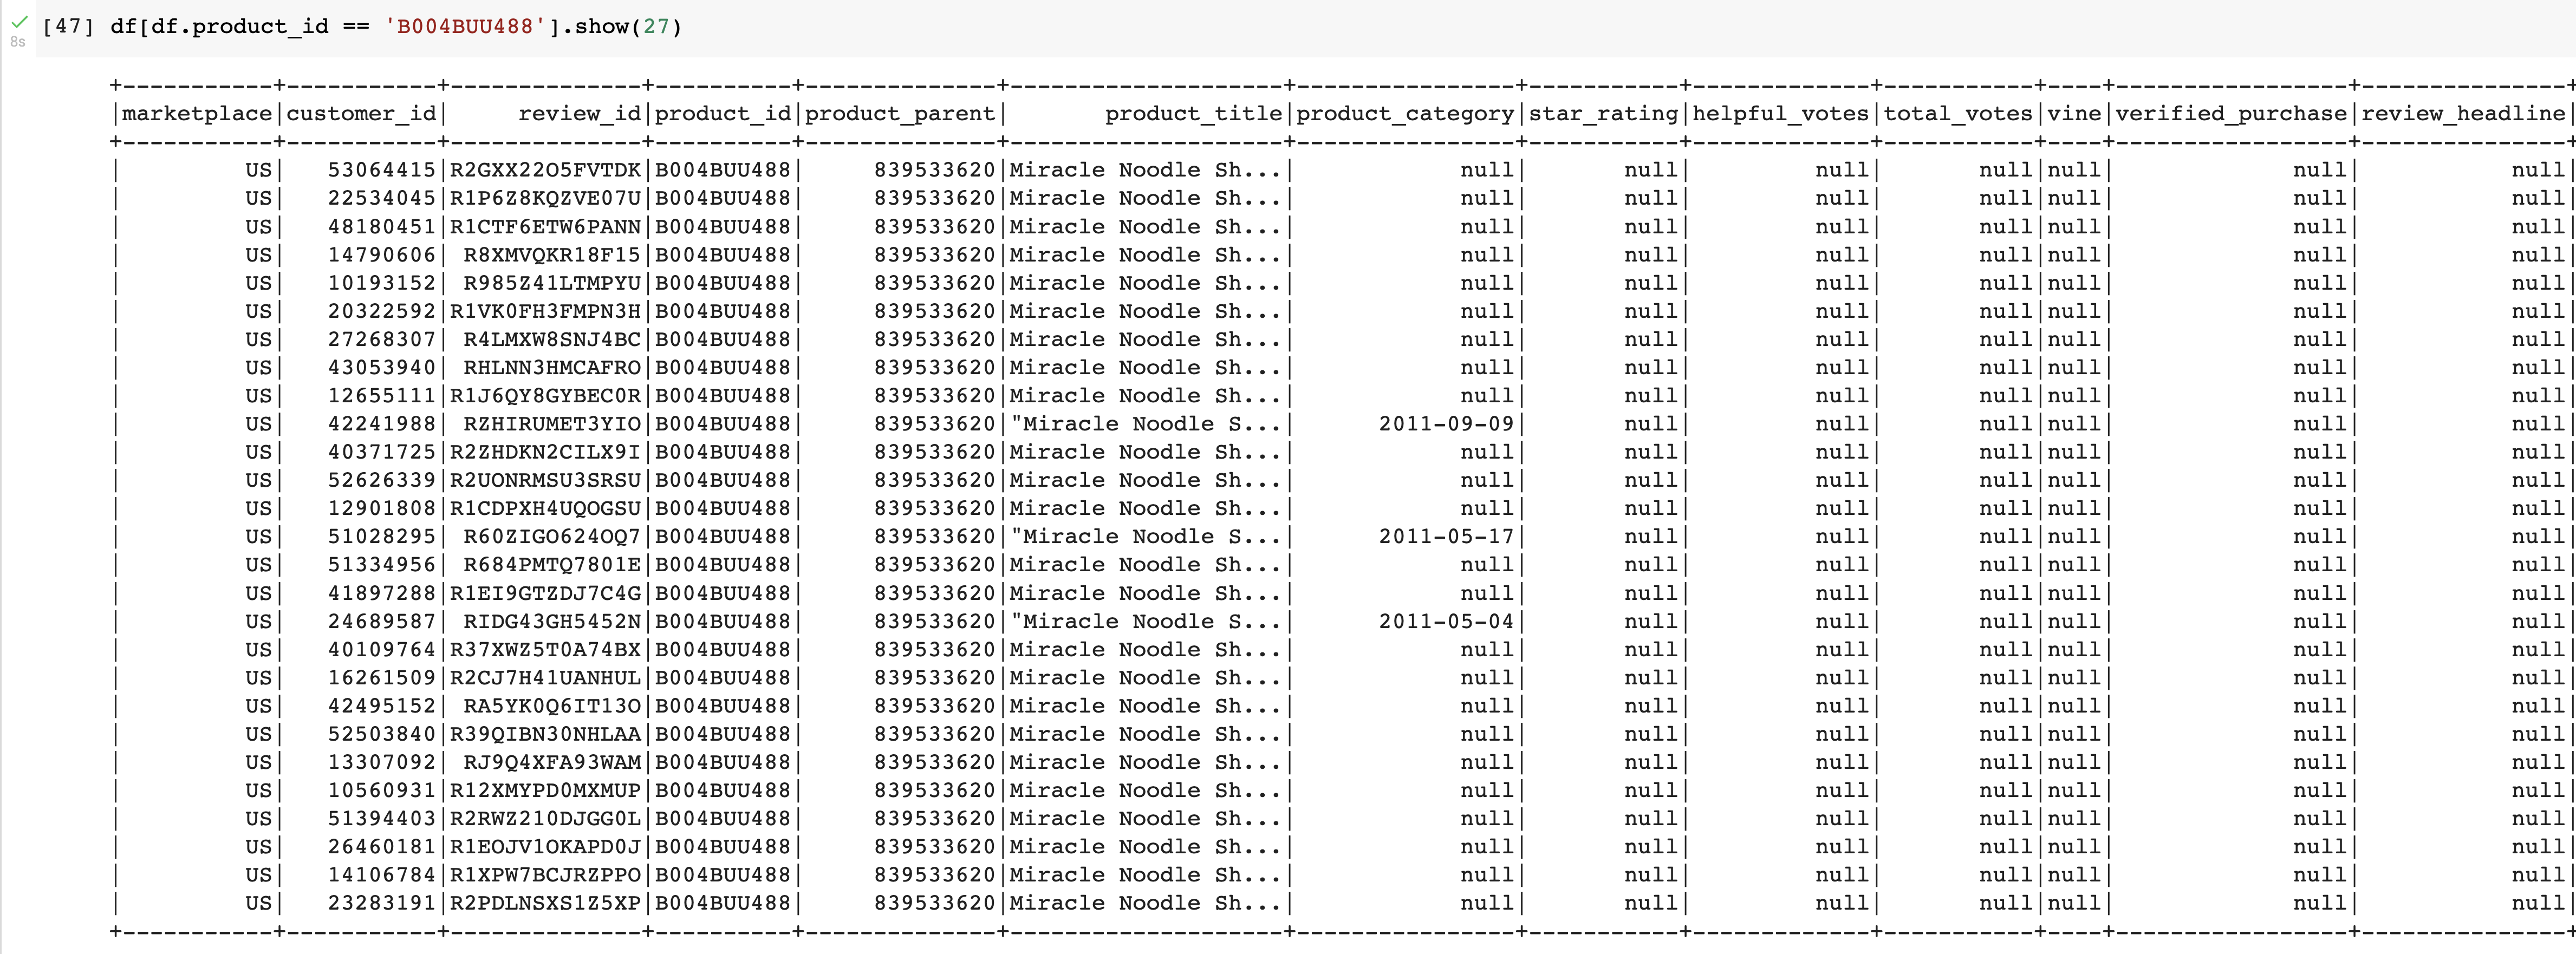 [47] df[df.product_id == 'B004BUU488'].show(27)
8s
+-----------+-----------+--------------+----------+--------------+--------------------+----------------+-----------+-------------+-----------+----+-----------------+---------------+
|marketplace|customer_id|     review_id|product_id|product_parent|       product_title|product_category|star_rating|helpful_votes|total_votes|vine|verified_purchase|review_headline|
+-----------+-----------+--------------+----------+--------------+--------------------+----------------+-----------+-------------+-----------+----+-----------------+---------------+
|         US|   53064415|R2GXX22O5FVTDK|B004BUU488|     839533620|Miracle Noodle Sh...|            null|       null|         null|       null|null|             null|           null|
|         US|   22534045|R1P6Z8KQZVE07U|B004BUU488|     839533620|Miracle Noodle Sh...|            null|       null|         null|       null|null|             null|           null|
|         US|   48180451|R1CTF6ETW6PANN|B004BUU488|     839533620|Miracle Noodle Sh...|            null|       null|         null|       null|null|             null|           null|
|         US|   14790606| R8XMVQKR18F15|B004BUU488|     839533620|Miracle Noodle Sh...|            null|       null|         null|       null|null|             null|           null|
|         US|   10193152| R985Z41LTMPYU|B004BUU488|     839533620|Miracle Noodle Sh...|            null|       null|         null|       null|null|             null|           null|
|         US|   20322592|R1VK0FH3FMPN3H|B004BUU488|     839533620|Miracle Noodle Sh...|            null|       null|         null|       null|null|             null|           null|
|         US|   27268307| R4LMXW8SNJ4BC|B004BUU488|     839533620|Miracle Noodle Sh...|            null|       null|         null|       null|null|             null|           null|
|         US|   43053940| RHLNN3HMCAFRO|B004BUU488|     839533620|Miracle Noodle Sh...|            null|       null|         null|       null|null|             null|           null|
|         US|   12655111|R1J6QY8GYBEC0R|B004BUU488|     839533620|Miracle Noodle Sh...|            null|       null|         null|       null|null|             null|           null|
|         US|   42241988| RZHIRUMET3YIO|B004BUU488|     839533620|"Miracle Noodle S...|      2011-09-09|       null|         null|       null|null|             null|           null|
|         US|   40371725|R2ZHDKN2CILX9I|B004BUU488|     839533620|Miracle Noodle Sh...|            null|       null|         null|       null|null|             null|           null|
|         US|   52626339|R2UONRMSU3SRSU|B004BUU488|     839533620|Miracle Noodle Sh...|            null|       null|         null|       null|null|             null|           null|
|         US|   12901808|R1CDPXH4UQOGSU|B004BUU488|     839533620|Miracle Noodle Sh...|            null|       null|         null|       null|null|             null|           null|
|         US|   51028295| R60ZIGO624OQ7|B004BUU488|     839533620|"Miracle Noodle S...|      2011-05-17|       null|         null|       null|null|             null|           null|
|         US|   51334956| R684PMTQ7801E|B004BUU488|     839533620|Miracle Noodle Sh...|            null|       null|         null|       null|null|             null|           null|
|         US|   41897288|R1EI9GTZDJ7C4G|B004BUU488|     839533620|Miracle Noodle Sh...|            null|       null|         null|       null|null|             null|           null|
|         US|   24689587| RIDG43GH5452N|B004BUU488|     839533620|"Miracle Noodle S...|      2011-05-04|       null|         null|       null|null|             null|           null|
|         US|   40109764|R37XWZ5T0A74BX|B004BUU488|     839533620|Miracle Noodle Sh...|            null|       null|         null|       null|null|             null|           null|
|         US|   16261509|R2CJ7H41UANHUL|B004BUU488|     839533620|Miracle Noodle Sh...|            null|       null|         null|       null|null|             null|           null|
|         US|   42495152| RA5YK0Q6IT13O|B004BUU488|     839533620|Miracle Noodle Sh...|            null|       null|         null|       null|null|             null|           null|
|         US|   52503840|R39QIBN30NHLAA|B004BUU488|     839533620|Miracle Noodle Sh...|            null|       null|         null|       null|null|             null|           null|
|         US|   13307092| RJ9Q4XFA93WAM|B004BUU488|     839533620|Miracle Noodle Sh...|            null|       null|         null|       null|null|             null|           null|
|         US|   10560931|R12XMYPD0MXMUP|B004BUU488|     839533620|Miracle Noodle Sh...|            null|       null|         null|       null|null|             null|           null|
|         US|   51394403|R2RWZ210DJGG0L|B004BUU488|     839533620|Miracle Noodle Sh...|            null|       null|         null|       null|null|             null|           null|
|         US|   26460181|R1EOJV1OKAPD0J|B004BUU488|     839533620|Miracle Noodle Sh...|            null|       null|         null|       null|null|             null|           null|
|         US|   14106784|R1XPW7BCJRZPPO|B004BUU488|     839533620|Miracle Noodle Sh...|            null|       null|         null|       null|null|             null|           null|
|         US|   23283191|R2PDLNSXS1Z5XP|B004BUU488|     839533620|Miracle Noodle Sh...|            null|       null|         null|       null|null|             null|           null|
+-----------+-----------+--------------+----------+--------------+--------------------+----------------+-----------+-------------+-----------+----+-----------------+---------------+